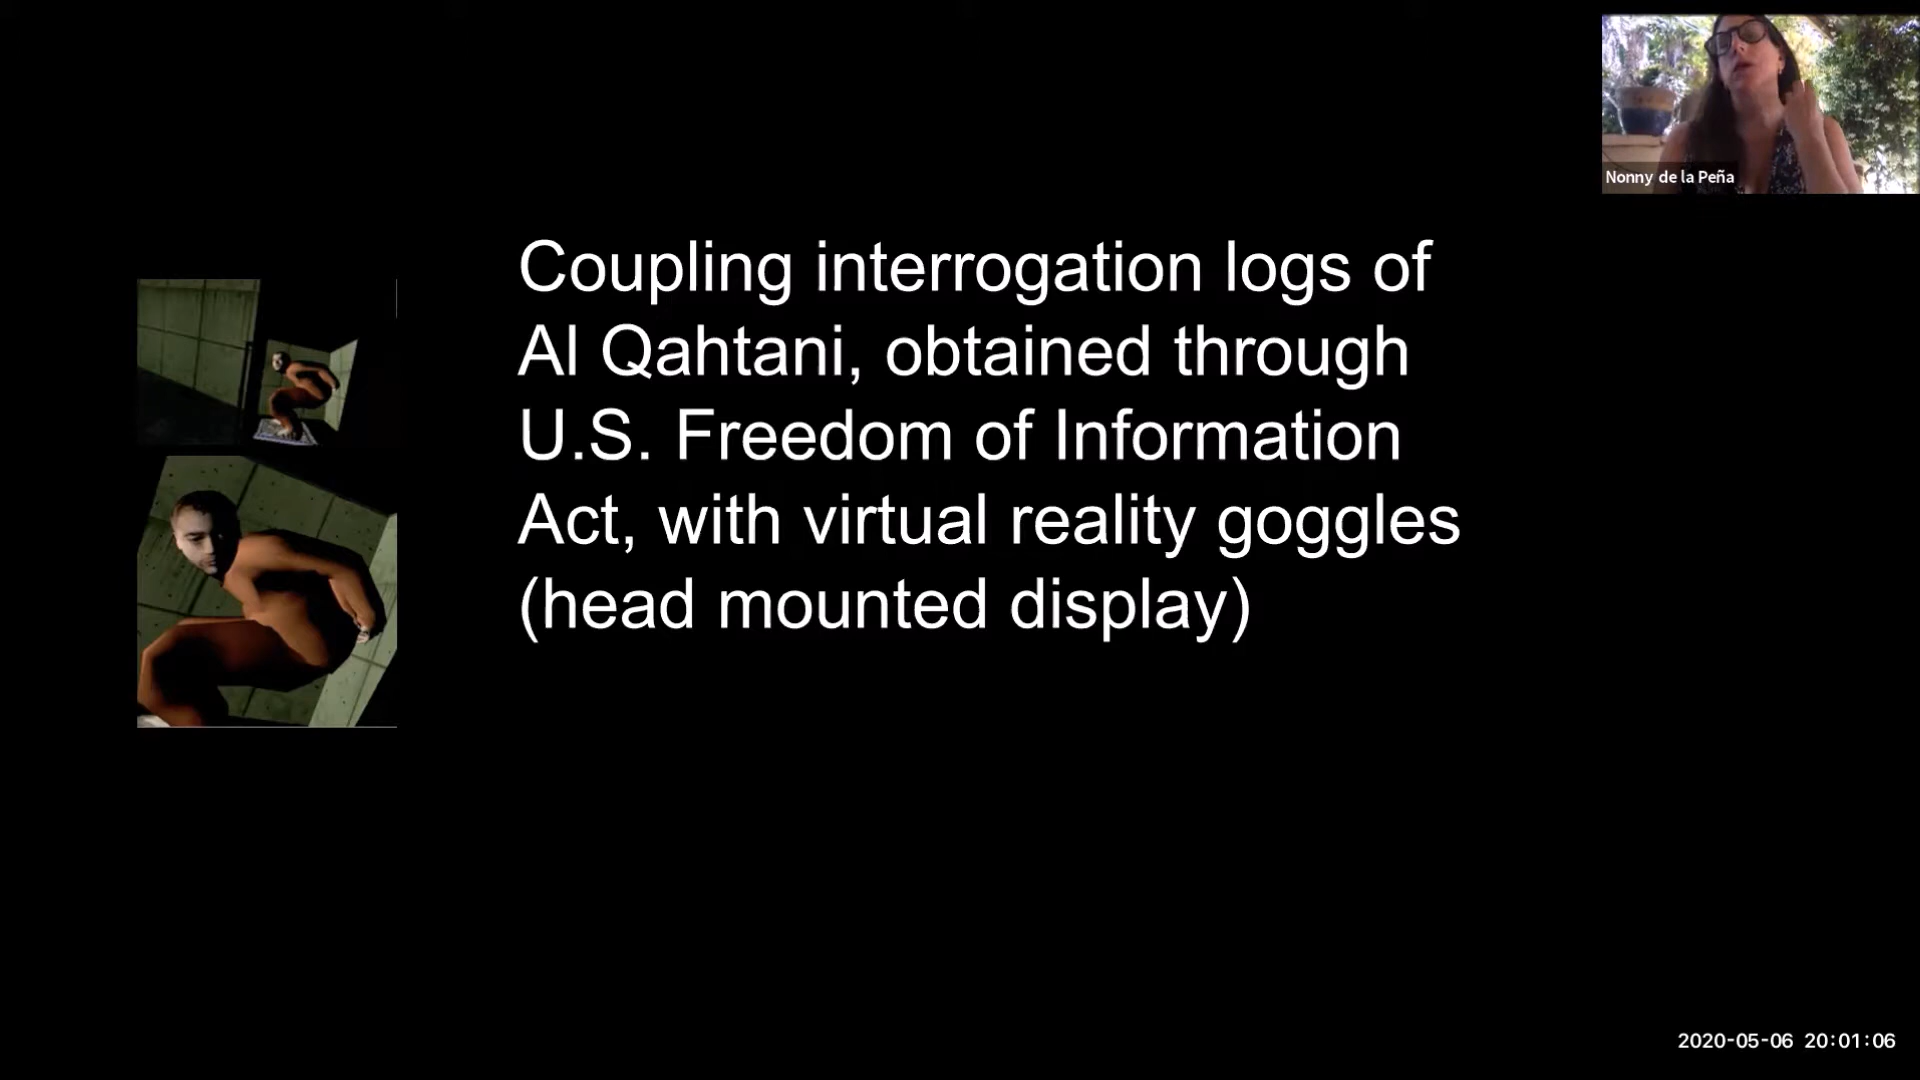 Nonny de la Peña
Coupling interrogation logs of
Al Qahtani, obtained through
U.S. Freedom of Information
Act, with virtual reality goggles
(head mounted display)
2020-05-06 20:01:06